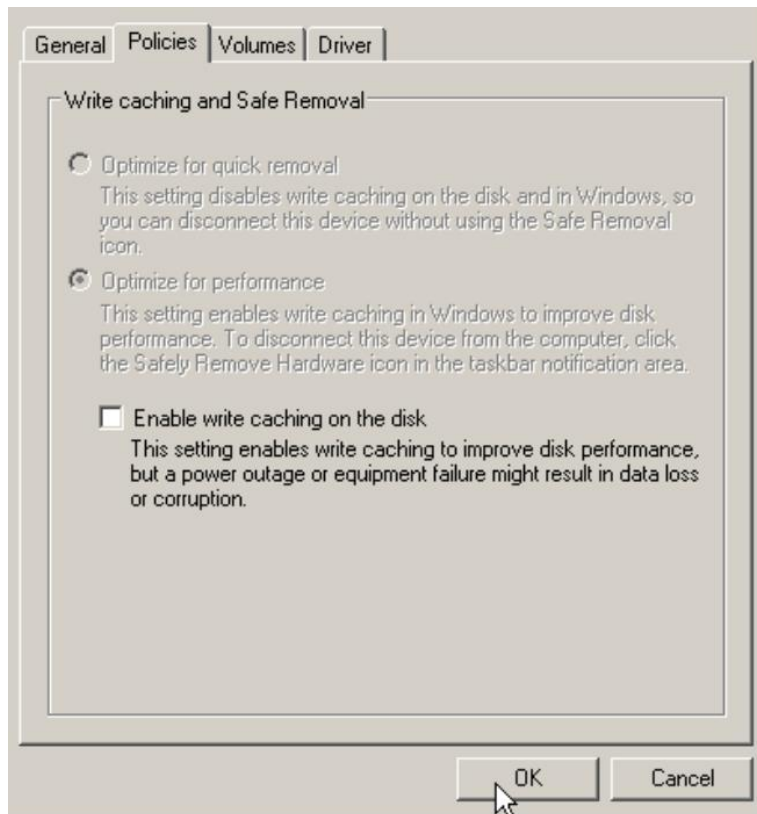 General Policies Volumes Driver
Write caching and Safe Removal
Optimize for quick removal
This setting disables write caching on the disk and in Windows, so
you can disconnect this device without using the Safe Removal
icon.
Optimize for performance
This setting enables write caching in Windows to improve disk
performance. To disconnect this device from the computer, click
the Safely Remove Hardware icon in the taskbar notification area.
Enable write caching on the disk
This setting enables write caching to improve disk performance,
but a power outage or equipment failure might result in data loss
or corruption.
OK Cancel